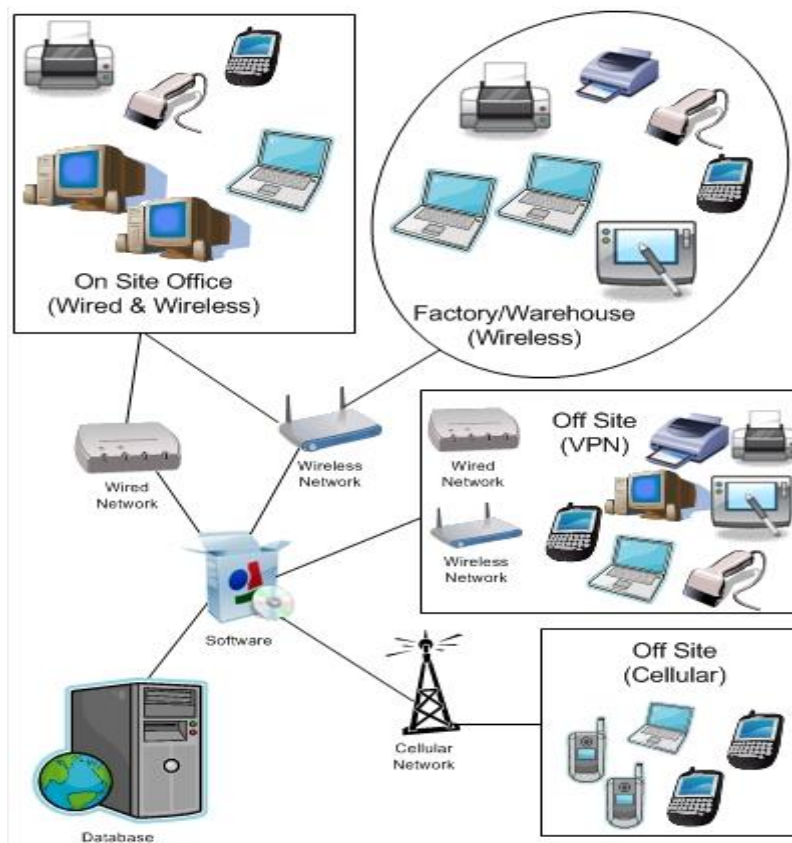 On Site Office
(Wired & Wireless)
Factory/Warehouse
(Wireless)
Wired
Network
Wireless
Network
Off Site
(VPN)
Wired
Network
Wireless
Network
Software
Off Site
(Cellular)
Cellular
Network
Database